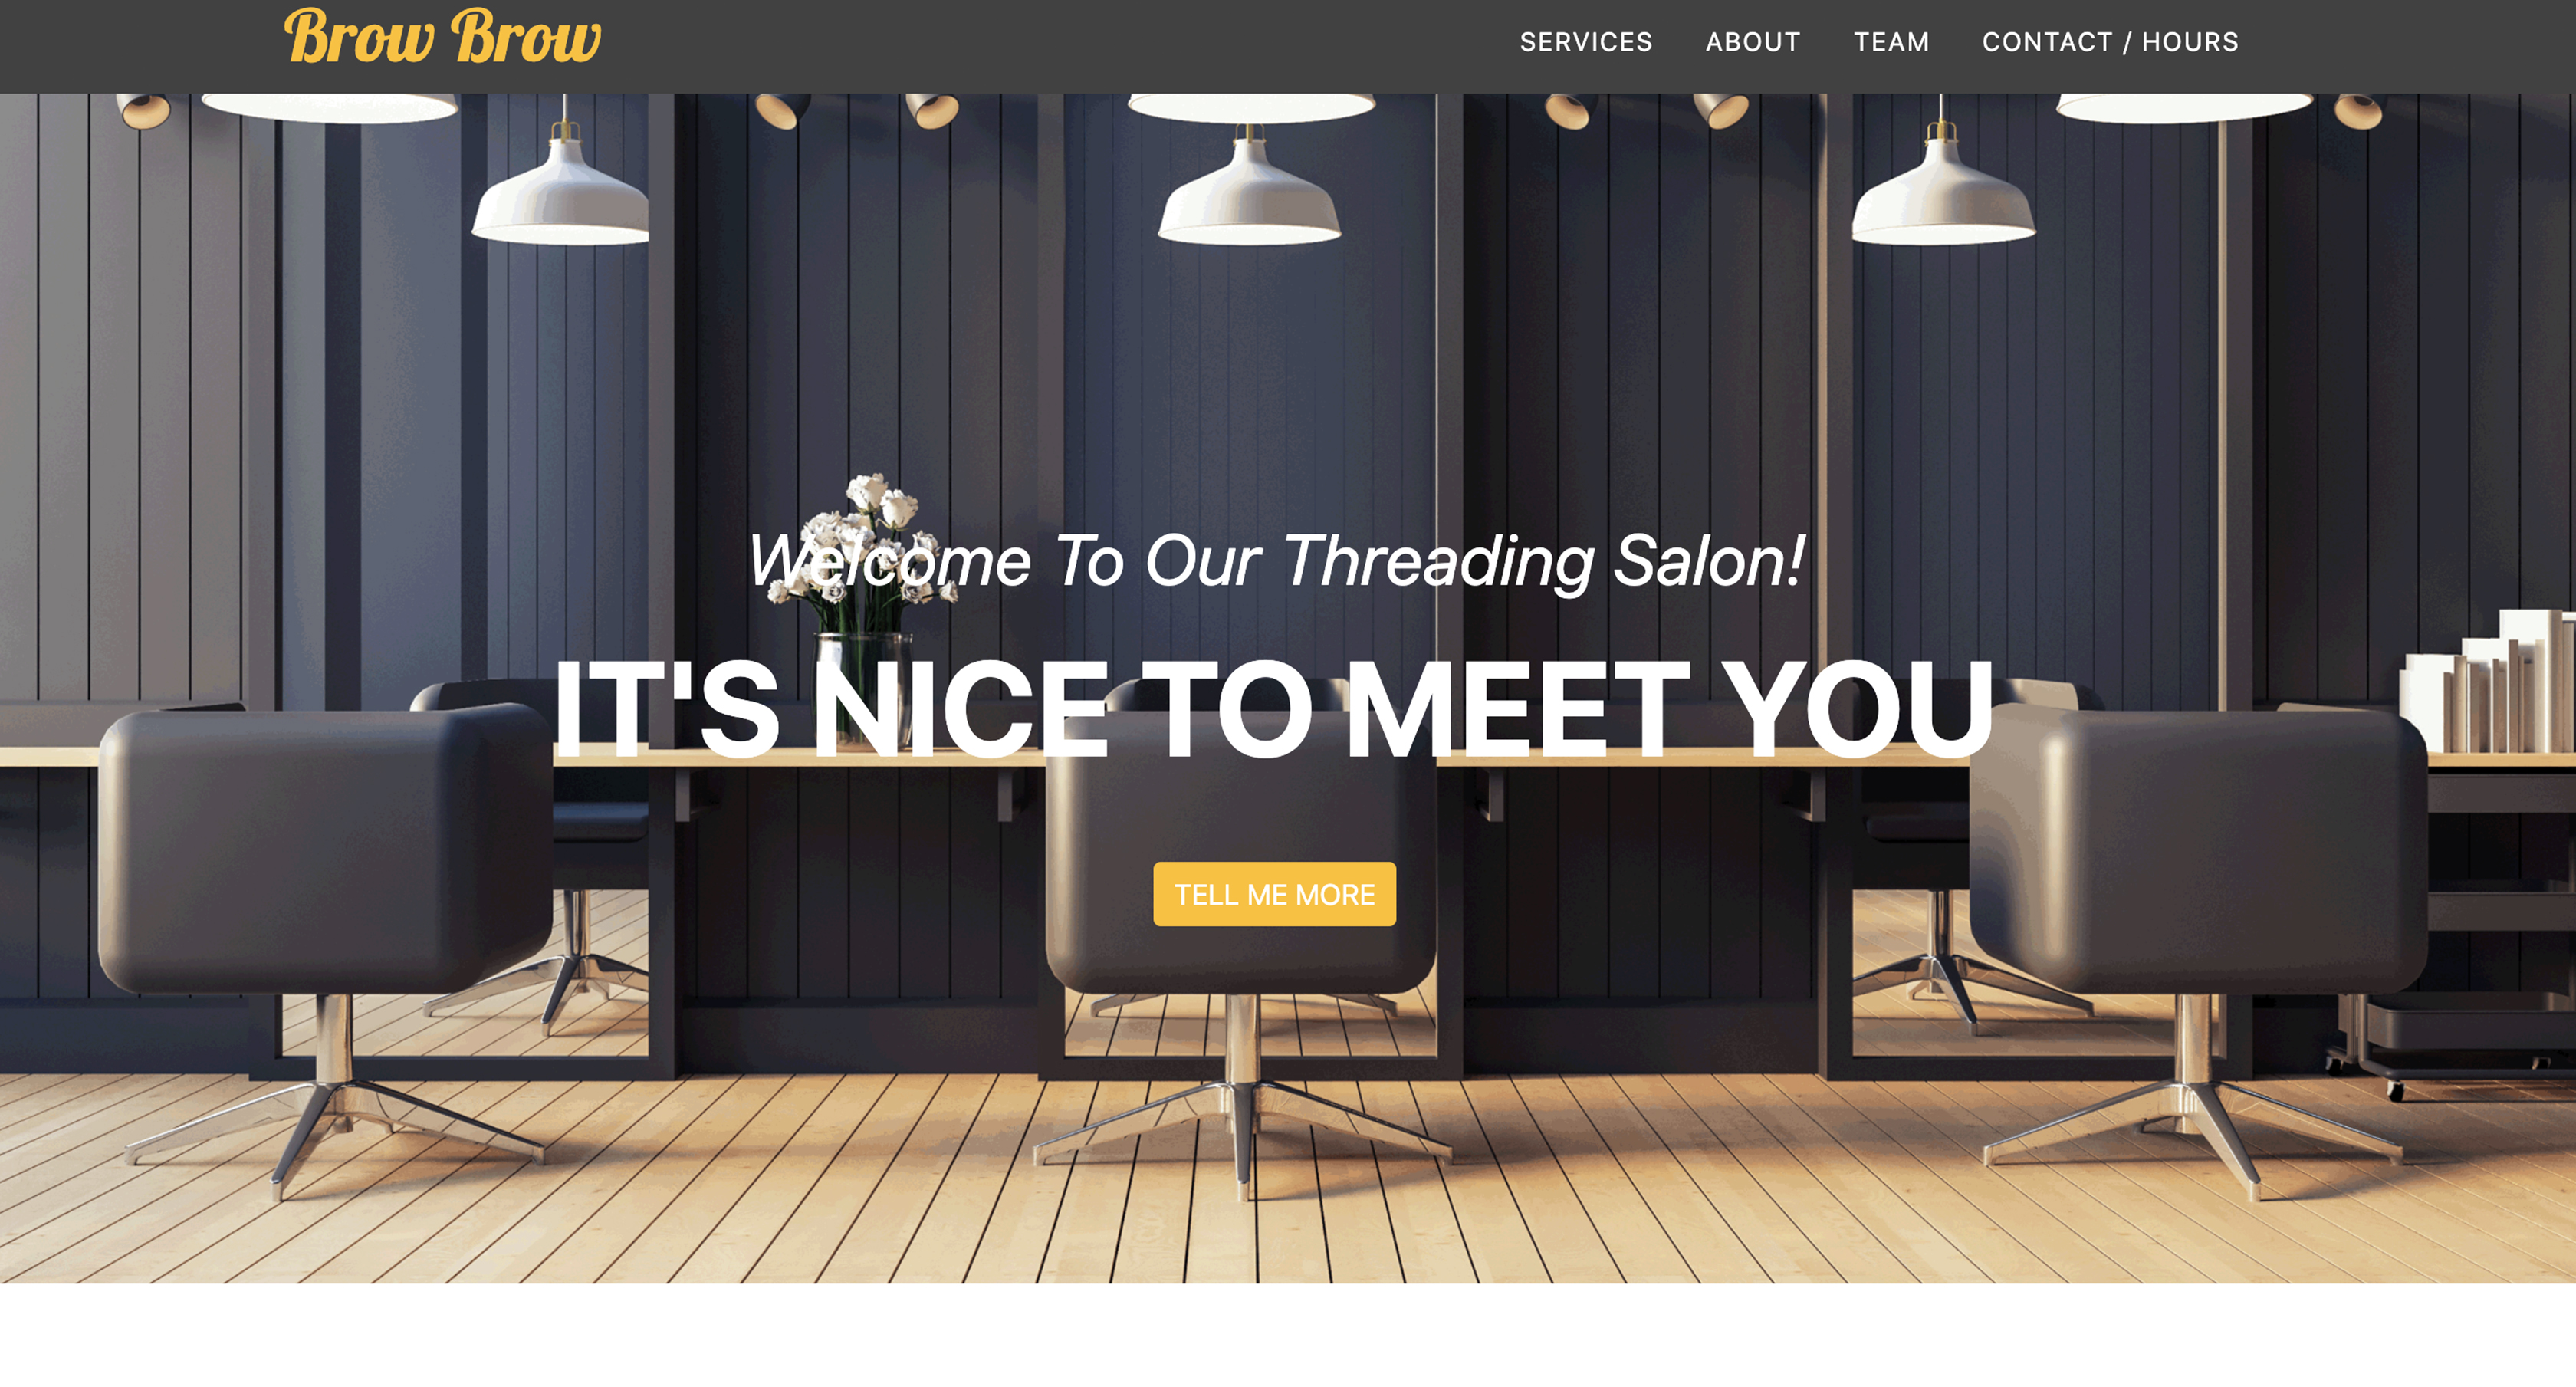 Brow Brow
SERVICES ABOUT TEAM CONTACT / HOURS
Welcome To Our Threading Salon!
IT'S NICE TO MEET YOU
TELL ME MORE